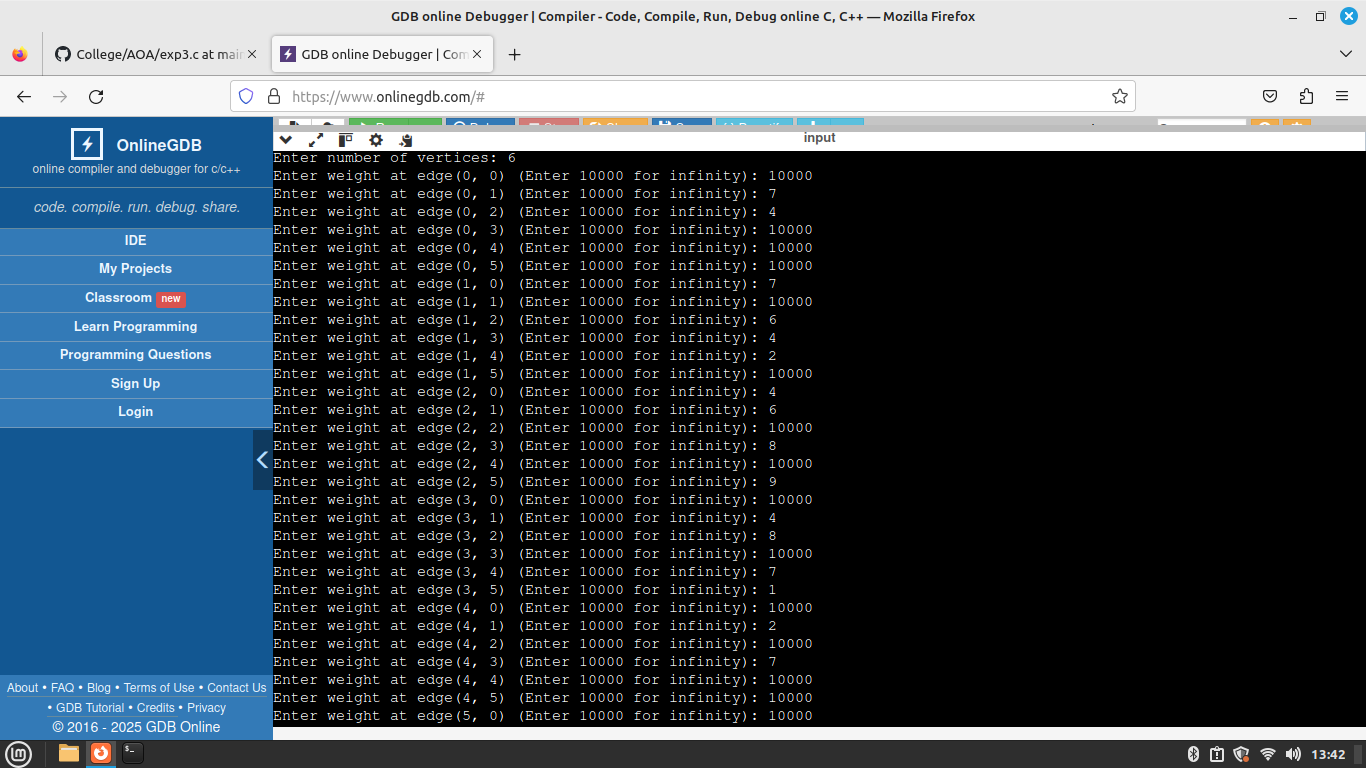 GDB online Debugger | Compiler - Code, Compile, Run, Debug online C, C++ — Mozilla Firefox
College/AOA/exp3.c at mai
GDB online Debugger | Com
https://www.onlinegdb.com/#
OnlineGDB
online compiler and debugger for c/c++
code. compile. run. debug. share.
IDE
My Projects
Classroom new
Learn Programming
Programming Questions
Sign Up
Login
About • FAQ • Blog • Terms of Use • Contact Us
• GDB Tutorial • Credits • Privacy
© 2016 - 2025 GDB Online
input
Enter number of vertices: 6
Enter weight at edge(0, 0) (Enter 10000 for infinity): 10000
Enter weight at edge(0, 1) (Enter 10000 for infinity): 7
Enter weight at edge(0, 2) (Enter 10000 for infinity): 4
Enter weight at edge(0, 3) (Enter 10000 for infinity): 10000
Enter weight at edge(0, 4) (Enter 10000 for infinity): 10000
Enter weight at edge(0, 5) (Enter 10000 for infinity): 10000
Enter weight at edge(1, 0) (Enter 10000 for infinity): 7
Enter weight at edge(1, 1) (Enter 10000 for infinity): 10000
Enter weight at edge(1, 2) (Enter 10000 for infinity): 6
Enter weight at edge(1, 3) (Enter 10000 for infinity): 4
Enter weight at edge(1, 4) (Enter 10000 for infinity): 2
Enter weight at edge(1, 5) (Enter 10000 for infinity): 10000
Enter weight at edge(2, 0) (Enter 10000 for infinity): 4
Enter weight at edge(2, 1) (Enter 10000 for infinity): 6
Enter weight at edge(2, 2) (Enter 10000 for infinity): 10000
Enter weight at edge(2, 3) (Enter 10000 for infinity): 8
Enter weight at edge(2, 4) (Enter 10000 for infinity): 10000
Enter weight at edge(2, 5) (Enter 10000 for infinity): 9
Enter weight at edge(3, 0) (Enter 10000 for infinity): 10000
Enter weight at edge(3, 1) (Enter 10000 for infinity): 4
Enter weight at edge(3, 2) (Enter 10000 for infinity): 8
Enter weight at edge(3, 3) (Enter 10000 for infinity): 10000
Enter weight at edge(3, 4) (Enter 10000 for infinity): 7
Enter weight at edge(3, 5) (Enter 10000 for infinity): 1
Enter weight at edge(4, 0) (Enter 10000 for infinity): 10000
Enter weight at edge(4, 1) (Enter 10000 for infinity): 2
Enter weight at edge(4, 2) (Enter 10000 for infinity): 10000
Enter weight at edge(4, 3) (Enter 10000 for infinity): 7
Enter weight at edge(4, 4) (Enter 10000 for infinity): 10000
Enter weight at edge(4, 5) (Enter 10000 for infinity): 10000
Enter weight at edge(5, 0) (Enter 10000 for infinity): 10000
13:42